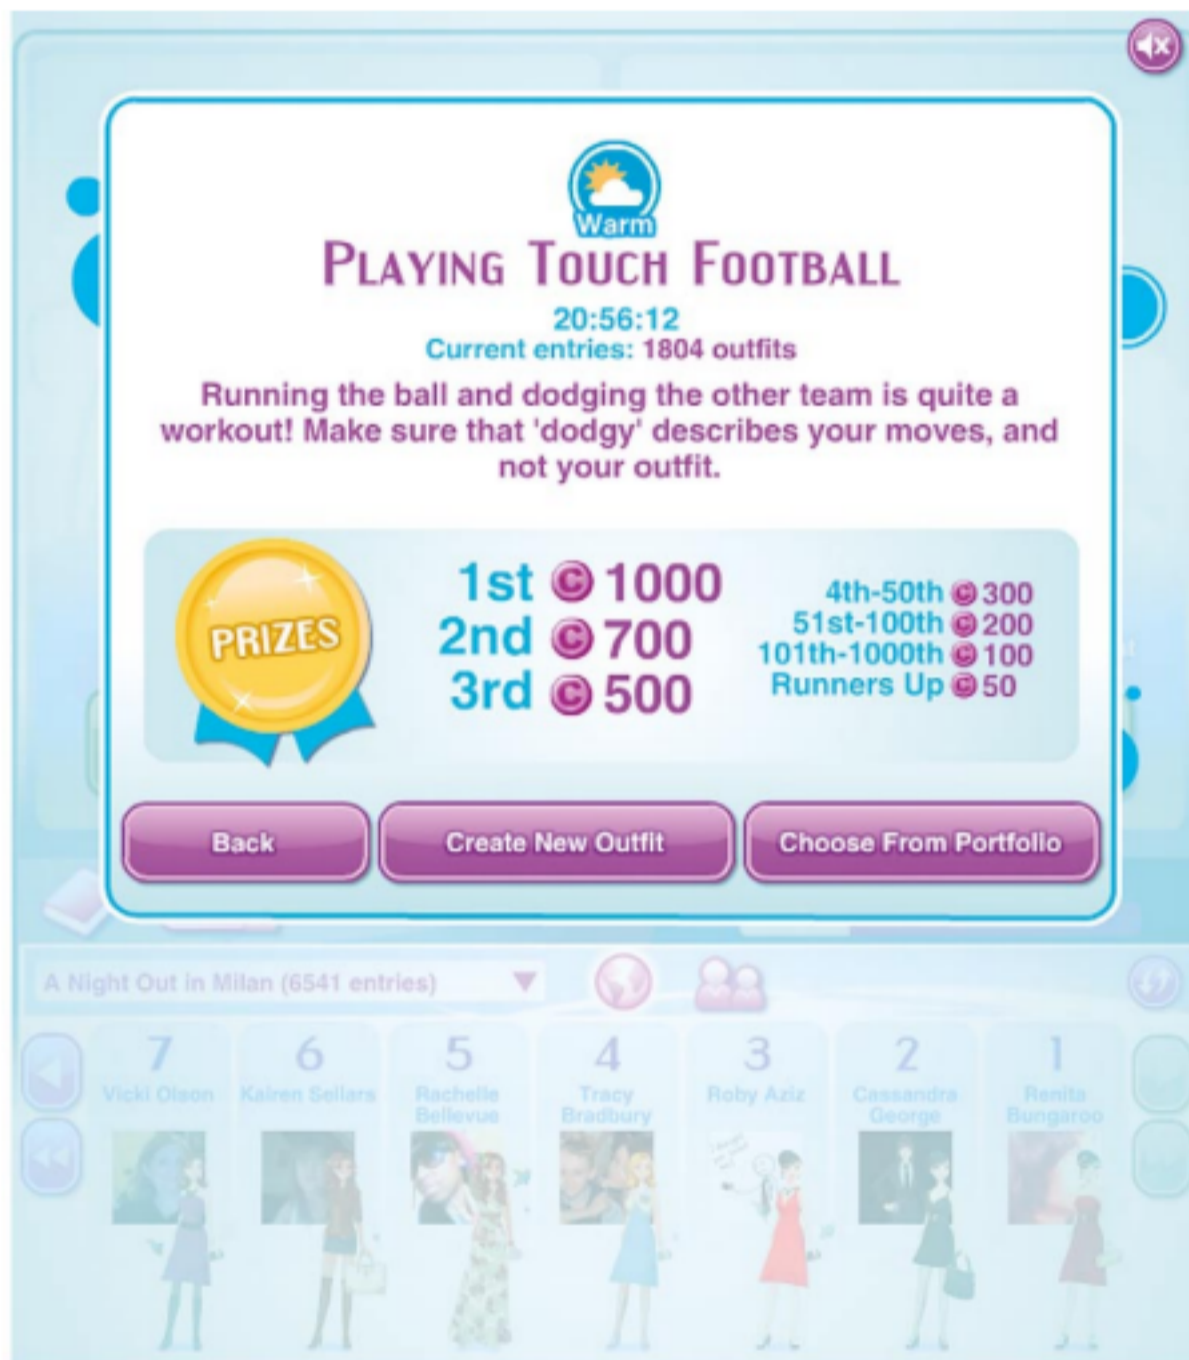 Warm
PLAYING TOUCH FOOTBALL
20:56:12
Current entries: 1804 outfits
Running the ball and dodging the other team is quite a
workout! Make sure that 'dodgy' describes your moves, and
not your outfit.
PRIZES
1st C 1000
2nd C 700
3rd C 500
4th-50th C 300
51st-100th C 200
101th-1000th C 100
Runners Up C 50
Back
Create New Outfit
Choose From Portfolio
A Night Out in Milan (6541 entries)
7
Vicki Olson
6
Kairen Sellars
5
Rachelle
Bellevue
4
Tracy
Bradbury
3
Roby Aziz
2
Cassandra
George
1
Renita
Bungaroo